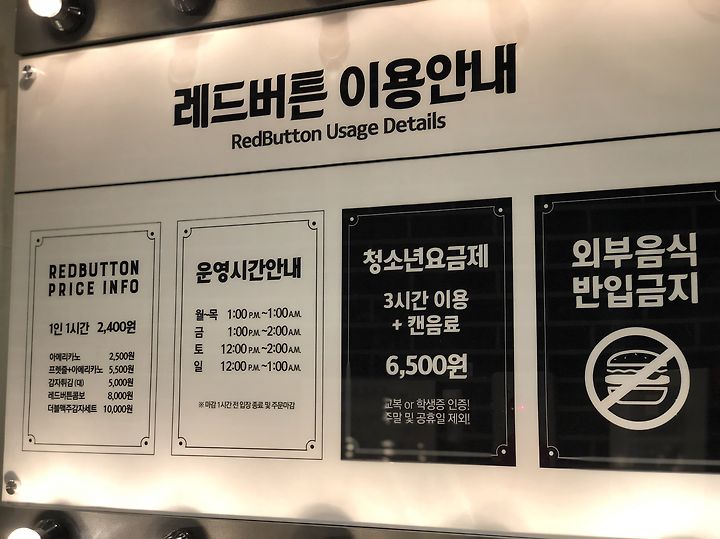 레드버튼 이용안내
RedButton Usage Details
REDBUTTON
PRICE INFO
1인 1시간 2,400원
아메리카노 2,500원
프렛즐+아메리카노 5,500원
감자튀김 (대) 5,000원
레드버튼콤보 8,000원
더블맥주감자세트 10,000원
운영시간안내
월~목 1:00 P.M.~1:00 A.M.
금 1:00 P.M.~2:00 A.M.
토 12:00 P.M.~2:00 A.M.
일 12:00 P.M.~1:00 A.M.
※ 마감 1시간 전 입장 종료 및 주문마감
청소년요금제
3시간 이용
+ 캔음료
6,500원
교복 or 학생증 인증!
주말 및 공휴일 제외!
외부음식
반입금지